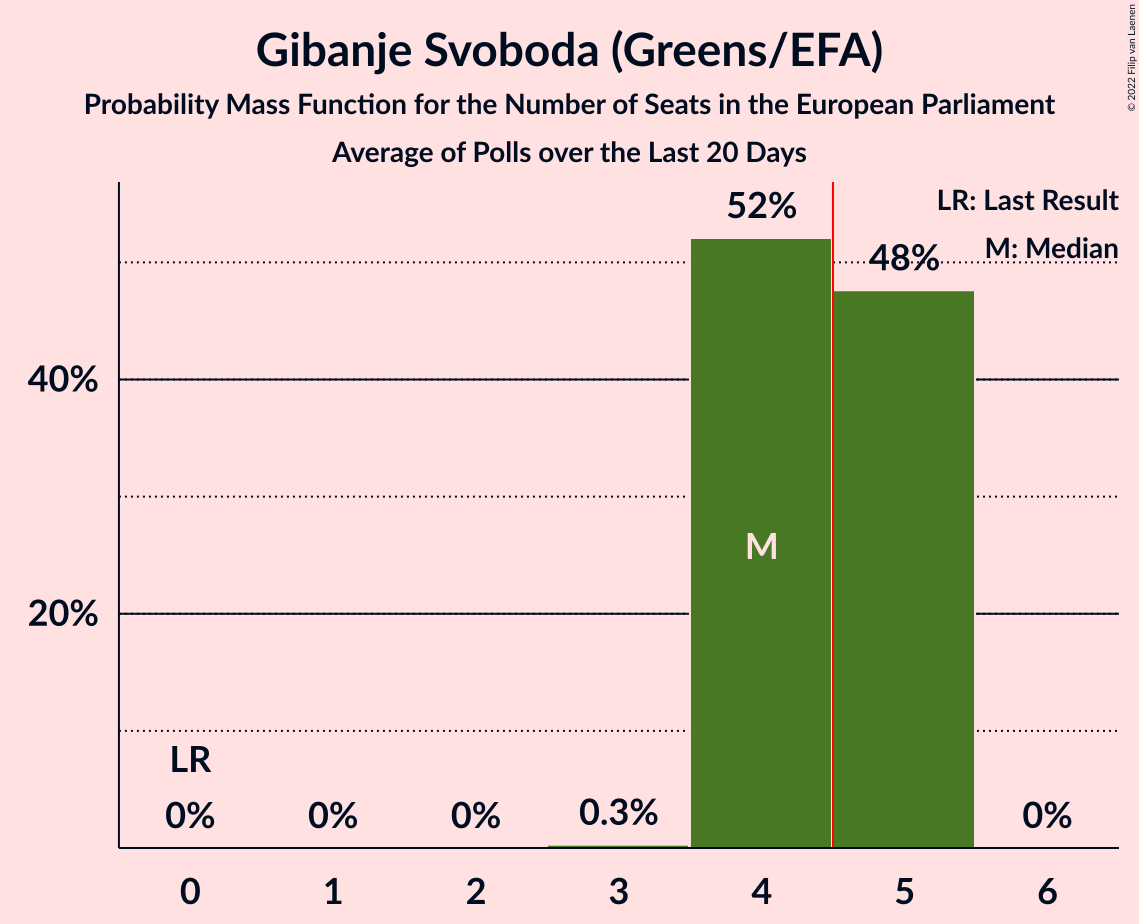 Gibanje Svoboda (Greens/EFA)
Probability Mass Function for the Number of Seats in the European Parliament
Average of Polls over the Last 20 Days
© 2022 Filip van Laenen
LR: Last Result
M: Median
52%
48%
40%
M
20%
LR
0%
0%
0%
0.3%
0%
0
1
2
3
4
5
6